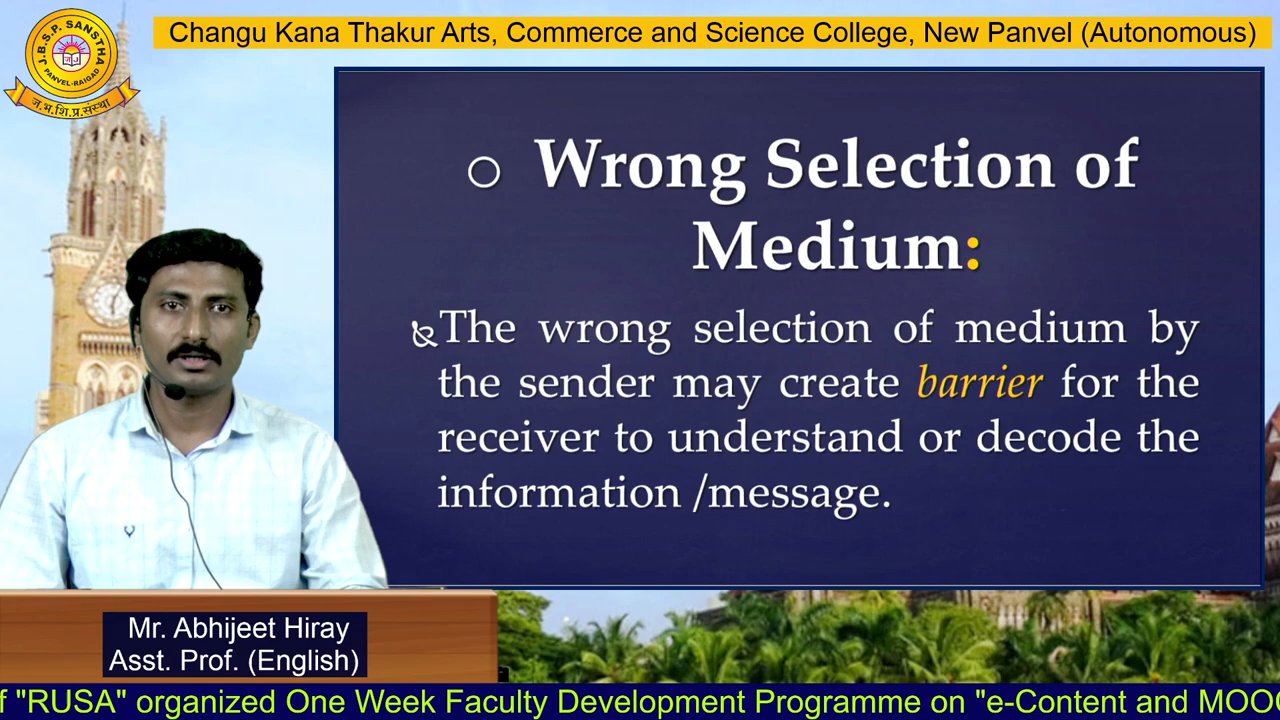 J.B.S.P. SANSTHA
PANVEL-RAIGAD
ज.भ.शि.प्र.संस्था
Changu Kana Thakur Arts, Commerce and Science College, New Panvel (Autonomous)
○ Wrong Selection of
Medium:
The wrong selection of medium by
the sender may create barrier for the
receiver to understand or decode the
information /message.
Mr. Abhijeet Hiray
Asst. Prof. (English)
f "RUSA" organized One Week Faculty Development Programme on "e-Content and MOO